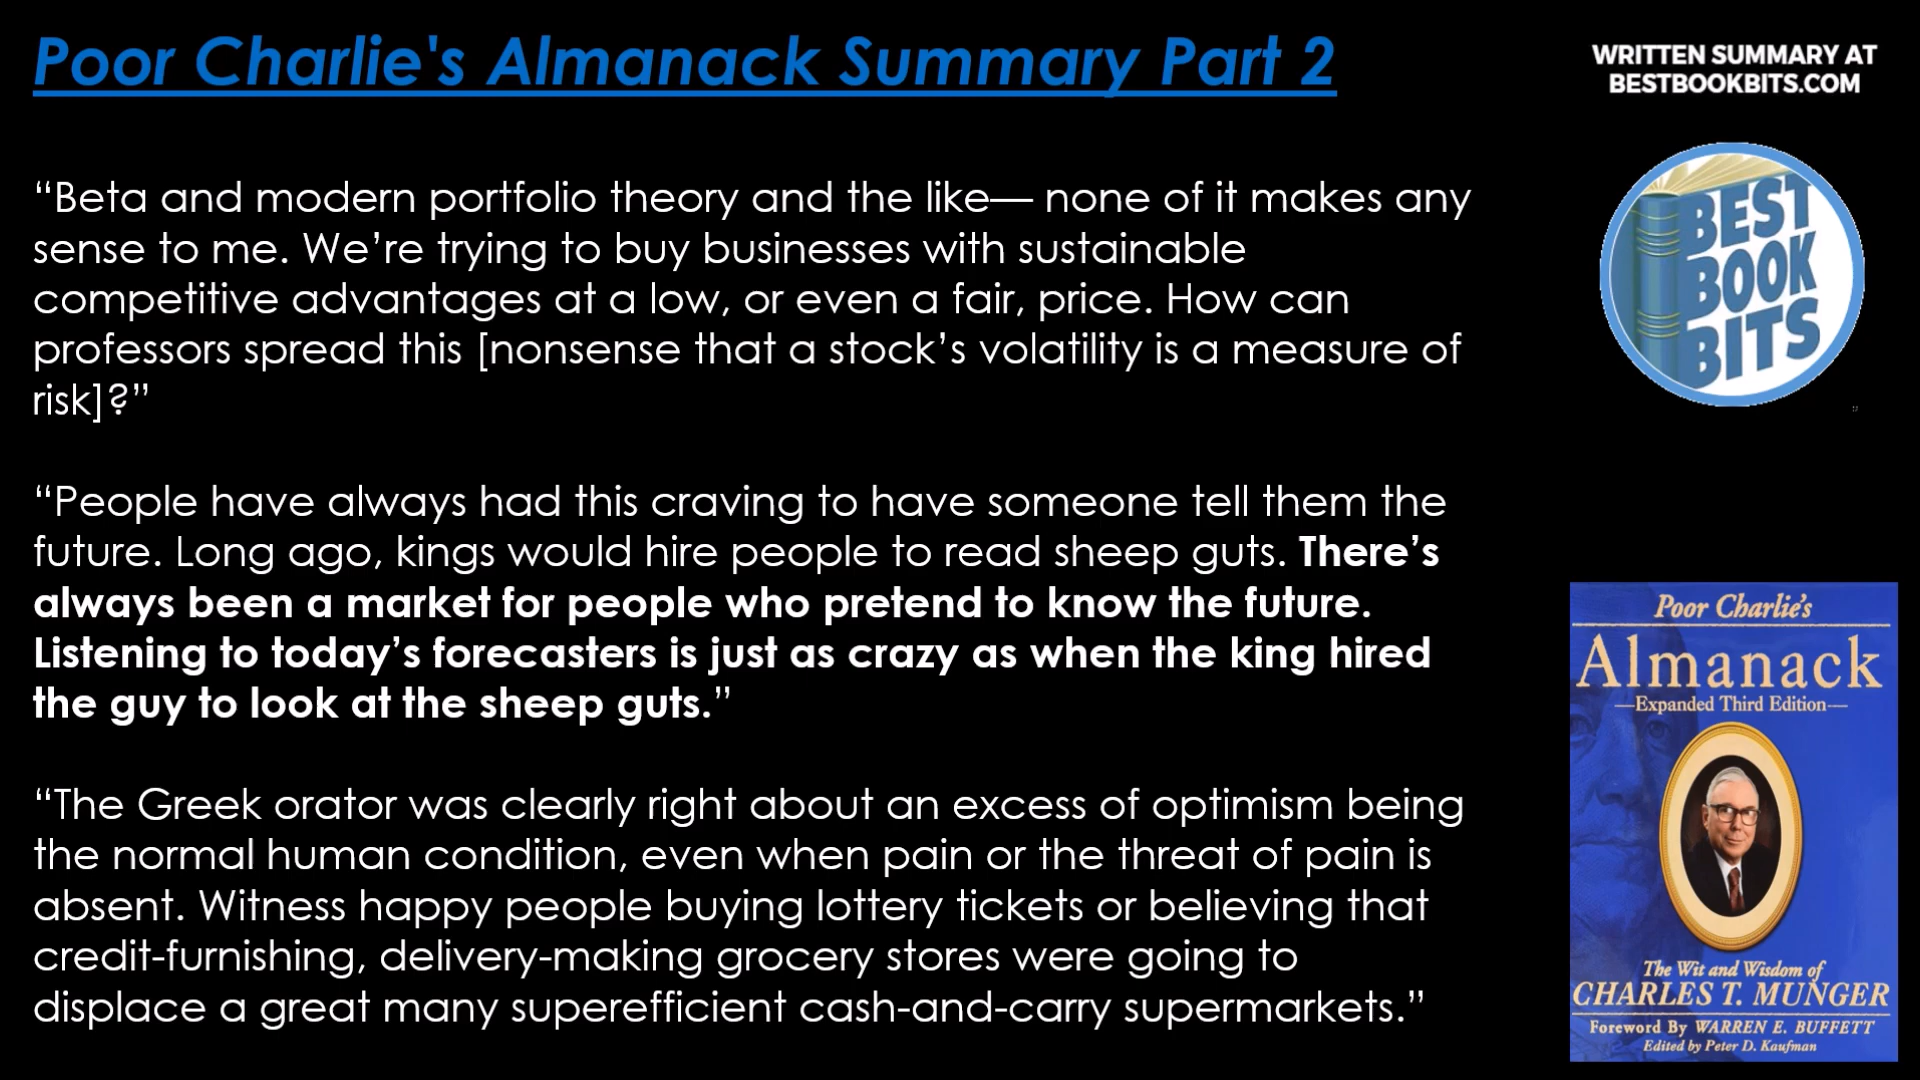 Poor Charlie's Almanack Summary Part 2
WRITTEN SUMMARY AT
BESTBOOKBITS.COM
“Beta and modern portfolio theory and the like— none of it makes any
sense to me. We’re trying to buy businesses with sustainable
competitive advantages at a low, or even a fair, price. How can
professors spread this [nonsense that a stock’s volatility is a measure of
risk]?”
BEST
BOOK
BITS
“People have always had this craving to have someone tell them the
future. Long ago, kings would hire people to read sheep guts. There’s
always been a market for people who pretend to know the future.
Listening to today’s forecasters is just as crazy as when the king hired
the guy to look at the sheep guts.”
“The Greek orator was clearly right about an excess of optimism being
the normal human condition, even when pain or the threat of pain is
absent. Witness happy people buying lottery tickets or believing that
credit-furnishing, delivery-making grocery stores were going to
displace a great many superefficient cash-and-carry supermarkets.”
Poor Charlie’s
Almanack
—Expanded Third Edition—
The Wit and Wisdom of
CHARLES T. MUNGER
Foreword By WARREN E. BUFFETT
Edited by Peter D. Kaufman